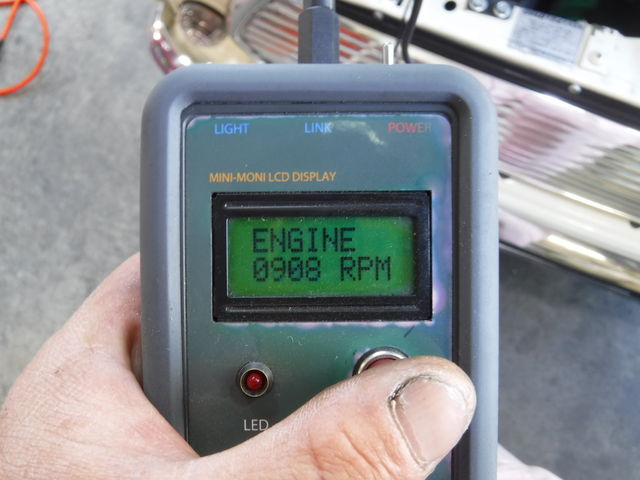 LIGHT LINK POWER
MINI-MONI LCD DISPLAY
ENGINE
0908 RPM
LED